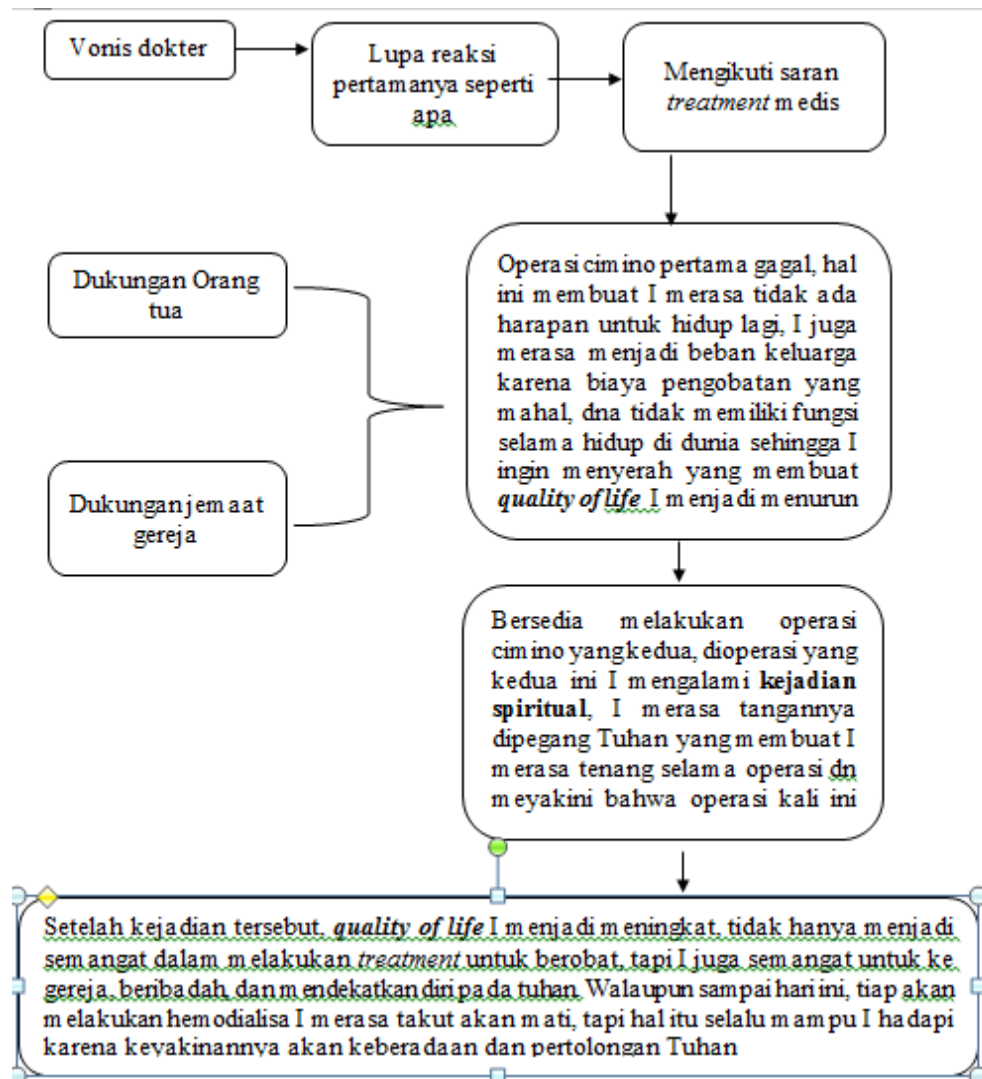 Vonis dokter
Lupa reaksi
pertamanya seperti
apa
Mengikuti saran
treatment medis
Dukungan Orang
tua
Dukungan jemaat
gereja
Operasi cimino pertama gagal, hal
ini membuat I merasa tidak ada
harapan untuk hidup lagi, I juga
merasa menjadi beban keluarga
karena biaya pengobatan yang
mahal, dna tidak memiliki fungsi
selama hidup di dunia sehingga I
ingin menyerah yang membuat
quality of life I menjadi menurun
Bersedia melakukan operasi
cimino yang kedua, dioperasi yang
kedua ini I mengalami kejadian
spiritual, I merasa tangannya
dipegang Tuhan yang membuat I
merasa tenang selama operasi dn
meyakini bahwa operasi kali ini
Setelah kejadian tersebut, quality of life I menjadi meningkat, tidak hanya menjadi
semangat dalam melakukan treatment untuk berobat, tapi I juga semangat untuk ke
gereja, beribadah, dan mendekatkan diri pada tuhan. Walaupun sampai hari ini, tiap akan
melakukan hemodialisa I merasa takut akan mati, tapi hal itu selalu mampu I hadapi
karena keyakinannya akan keberadaan dan pertolongan Tuhan